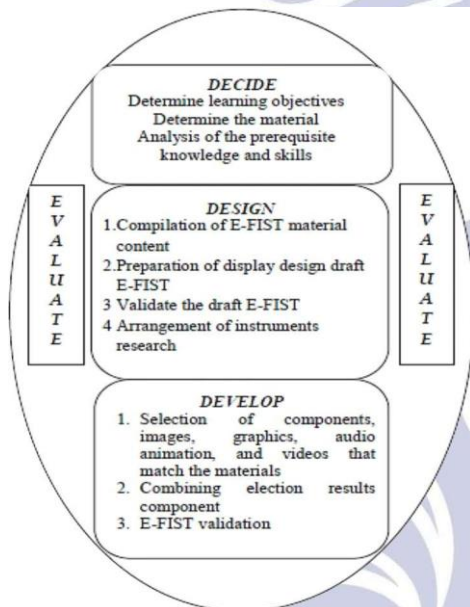 DECIDE
Determine learning objectives
Determine the material
Analysis of the prerequisite
knowledge and skills
E
V
A
L
U
A
T
E
DESIGN
1.Compilation of E-FIST material
content
2.Preparation of display design draft
E-FIST
3 Validate the draft E-FIST
4 Arrangement of instruments
research
E
V
A
L
U
A
T
E
DEVELOP
1. Selection of components,
images, graphics, audio
animation, and videos that
match the materials
2. Combining election results
component
3. E-FIST validation